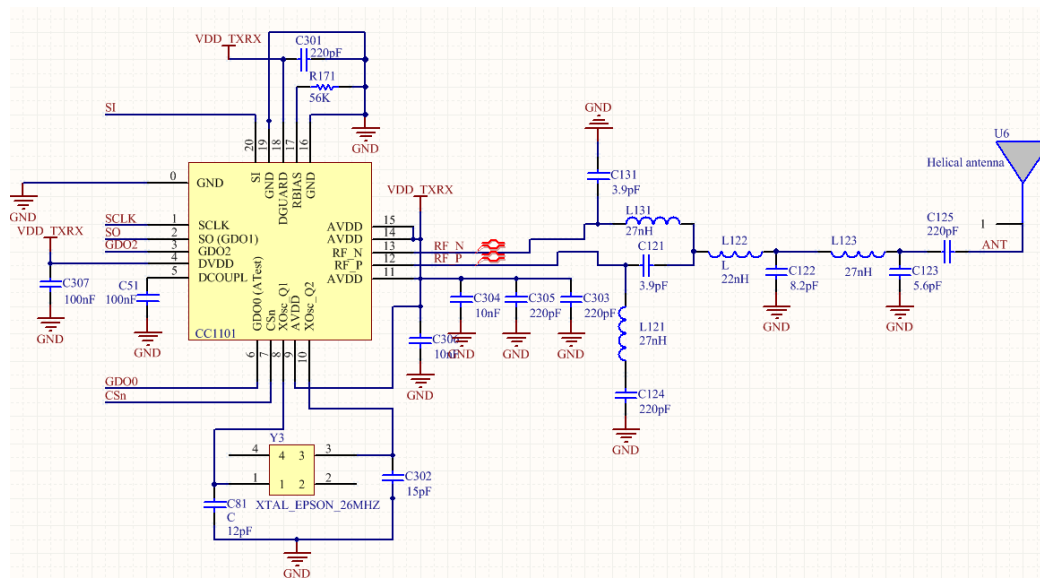 VDD_TXRX
C301
220pF
R171
56K
GND
SI
20
19
18
17
16
SI
GND
DGUARD
RBIAS
GND
0
GND
GND
SCLK
1
SCLK
VDD_TXRX
SO
2
SO (GDO1)
GDO2
3
GDO2
4
DVDD
5
DCOUPL
C307
100nF
GND
C51
100nF
GND
CC1101
GDO0 (ATest)
CSn
XOsc_Q1
AVDD
XOsc_Q2
6
7
8
9
10
AVDD
15
AVDD
14
RF_N
13
RF_P
12
AVDD
11
VDD_TXRX
RF_N
RF_P
C304
10nF
GND
C305
220pF
GND
C303
220pF
GND
C306
10nF
GND
GDO0
CSn
Y3
4
4
3
3
1
1
2
2
XTAL_EPSON_26MHZ
C81
C
12pF
C302
15pF
GND
GND
C131
3.9pF
L131
27nH
C121
3.9pF
L121
27nH
C124
220pF
GND
L122
L
22nH
C122
8.2pF
GND
L123
27nH
C123
5.6pF
GND
C125
220pF
ANT
1
U6
Helical antenna